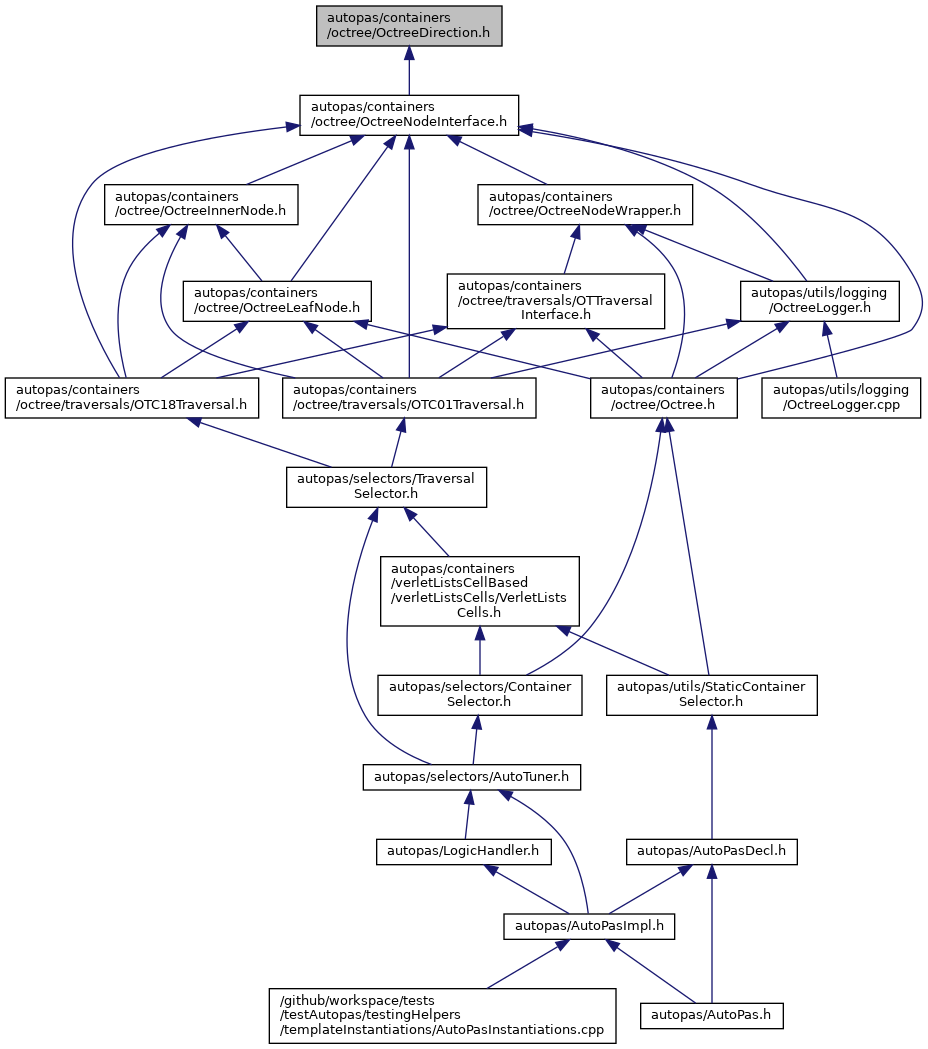 autopas/containers
/octree/OctreeDirection.h
autopas/containers
/octree/OctreeNodeInterface.h
autopas/containers
/octree/OctreeInnerNode.h
autopas/containers
/octree/OctreeNodeWrapper.h
autopas/containers
/octree/OctreeLeafNode.h
autopas/containers
/octree/traversals/OTTraversal
Interface.h
autopas/utils/logging
/OctreeLogger.h
autopas/containers
/octree/traversals/OTC18Traversal.h
autopas/containers
/octree/traversals/OTC01Traversal.h
autopas/containers
/octree/Octree.h
autopas/utils/logging
/OctreeLogger.cpp
autopas/selectors/Traversal
Selector.h
autopas/containers
/verletListsCellBased
/verletListsCells/VerletLists
Cells.h
autopas/selectors/Container
Selector.h
autopas/utils/StaticContainer
Selector.h
autopas/selectors/AutoTuner.h
autopas/LogicHandler.h
autopas/AutoPasDecl.h
autopas/AutoPasImpl.h
/github/workspace/tests
/testAutopas/testingHelpers
/templateInstantiations/AutoPasInstantiations.cpp
autopas/AutoPas.h